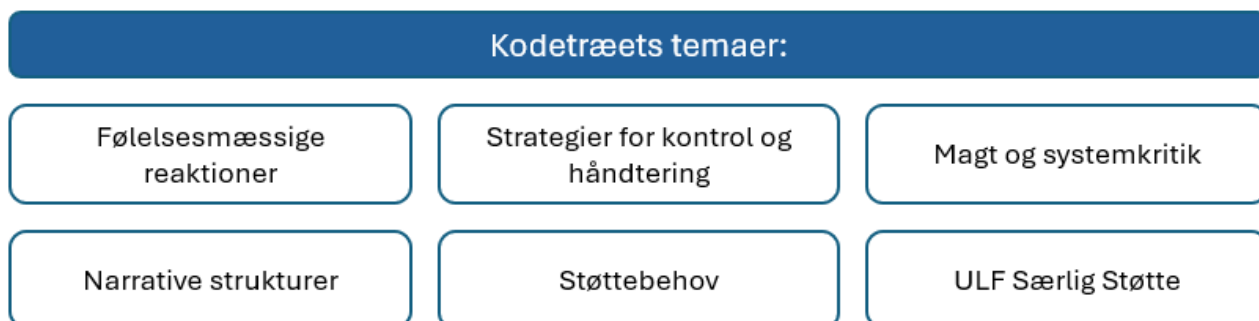 Kodetræets temaer:
Følelsesmæssige
reaktioner
Strategier for kontrol og
håndtering
Magt og systemkritik
Narrative strukturer
Støttebehov
ULF Særlig Støtte